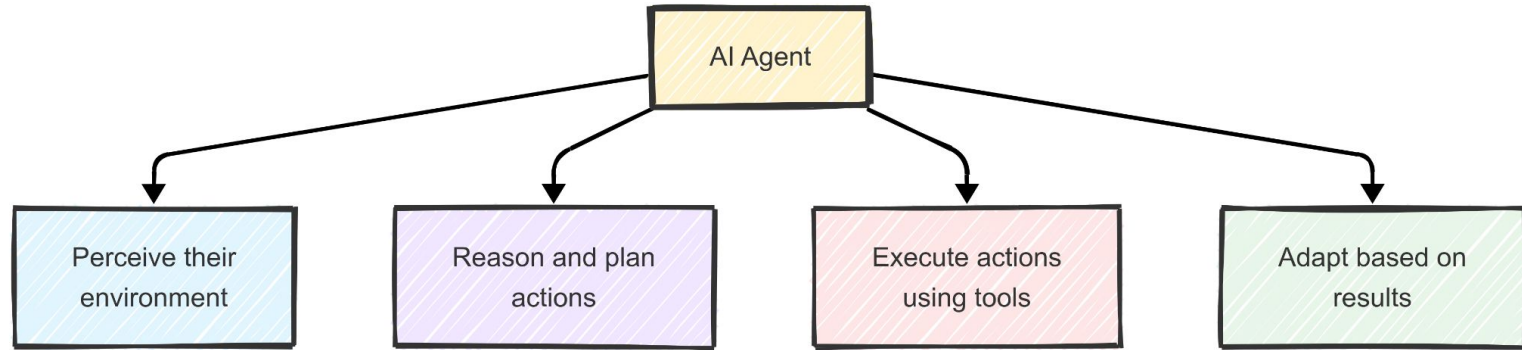 AI Agent
Perceive their
environment
Reason and plan
actions
Execute actions
using tools
Adapt based on
results